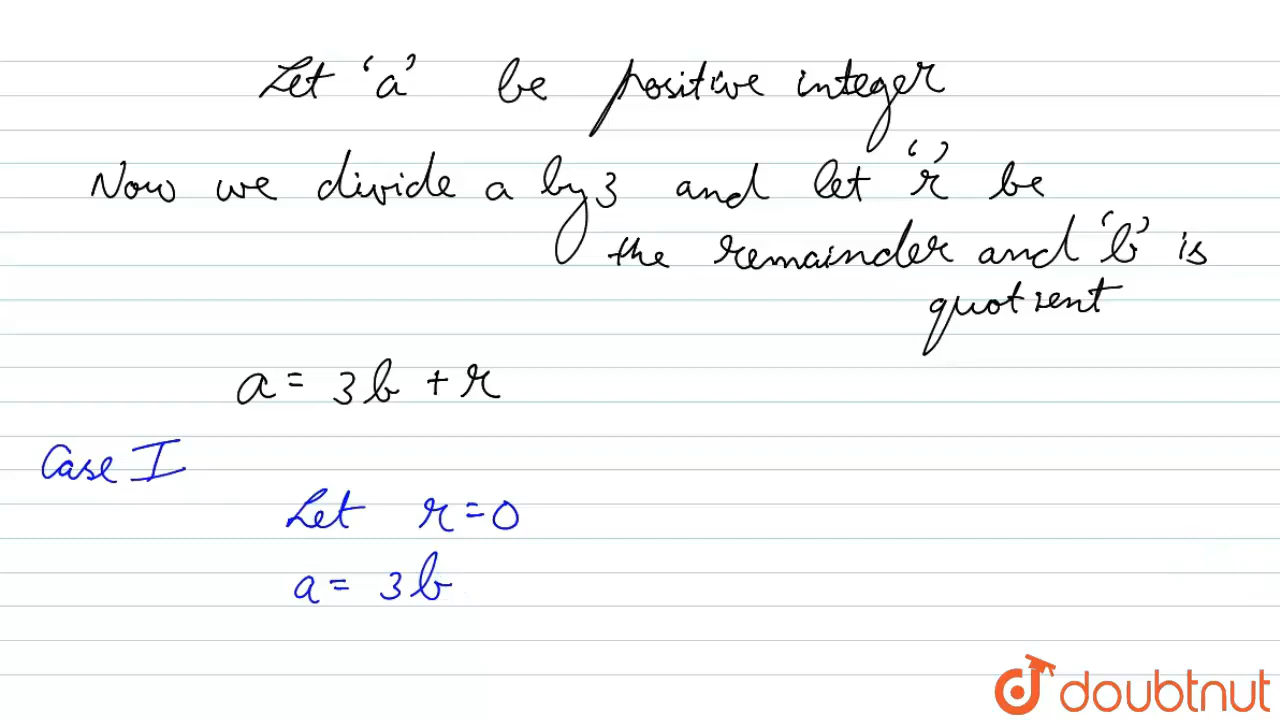 Let 'a' be positive integer
Now we divide a by 3 and let 'r' be
the remainder and 'b' is
quotient
a = 3b + r
Case I
Let r = 0
a = 3b
doubtnut